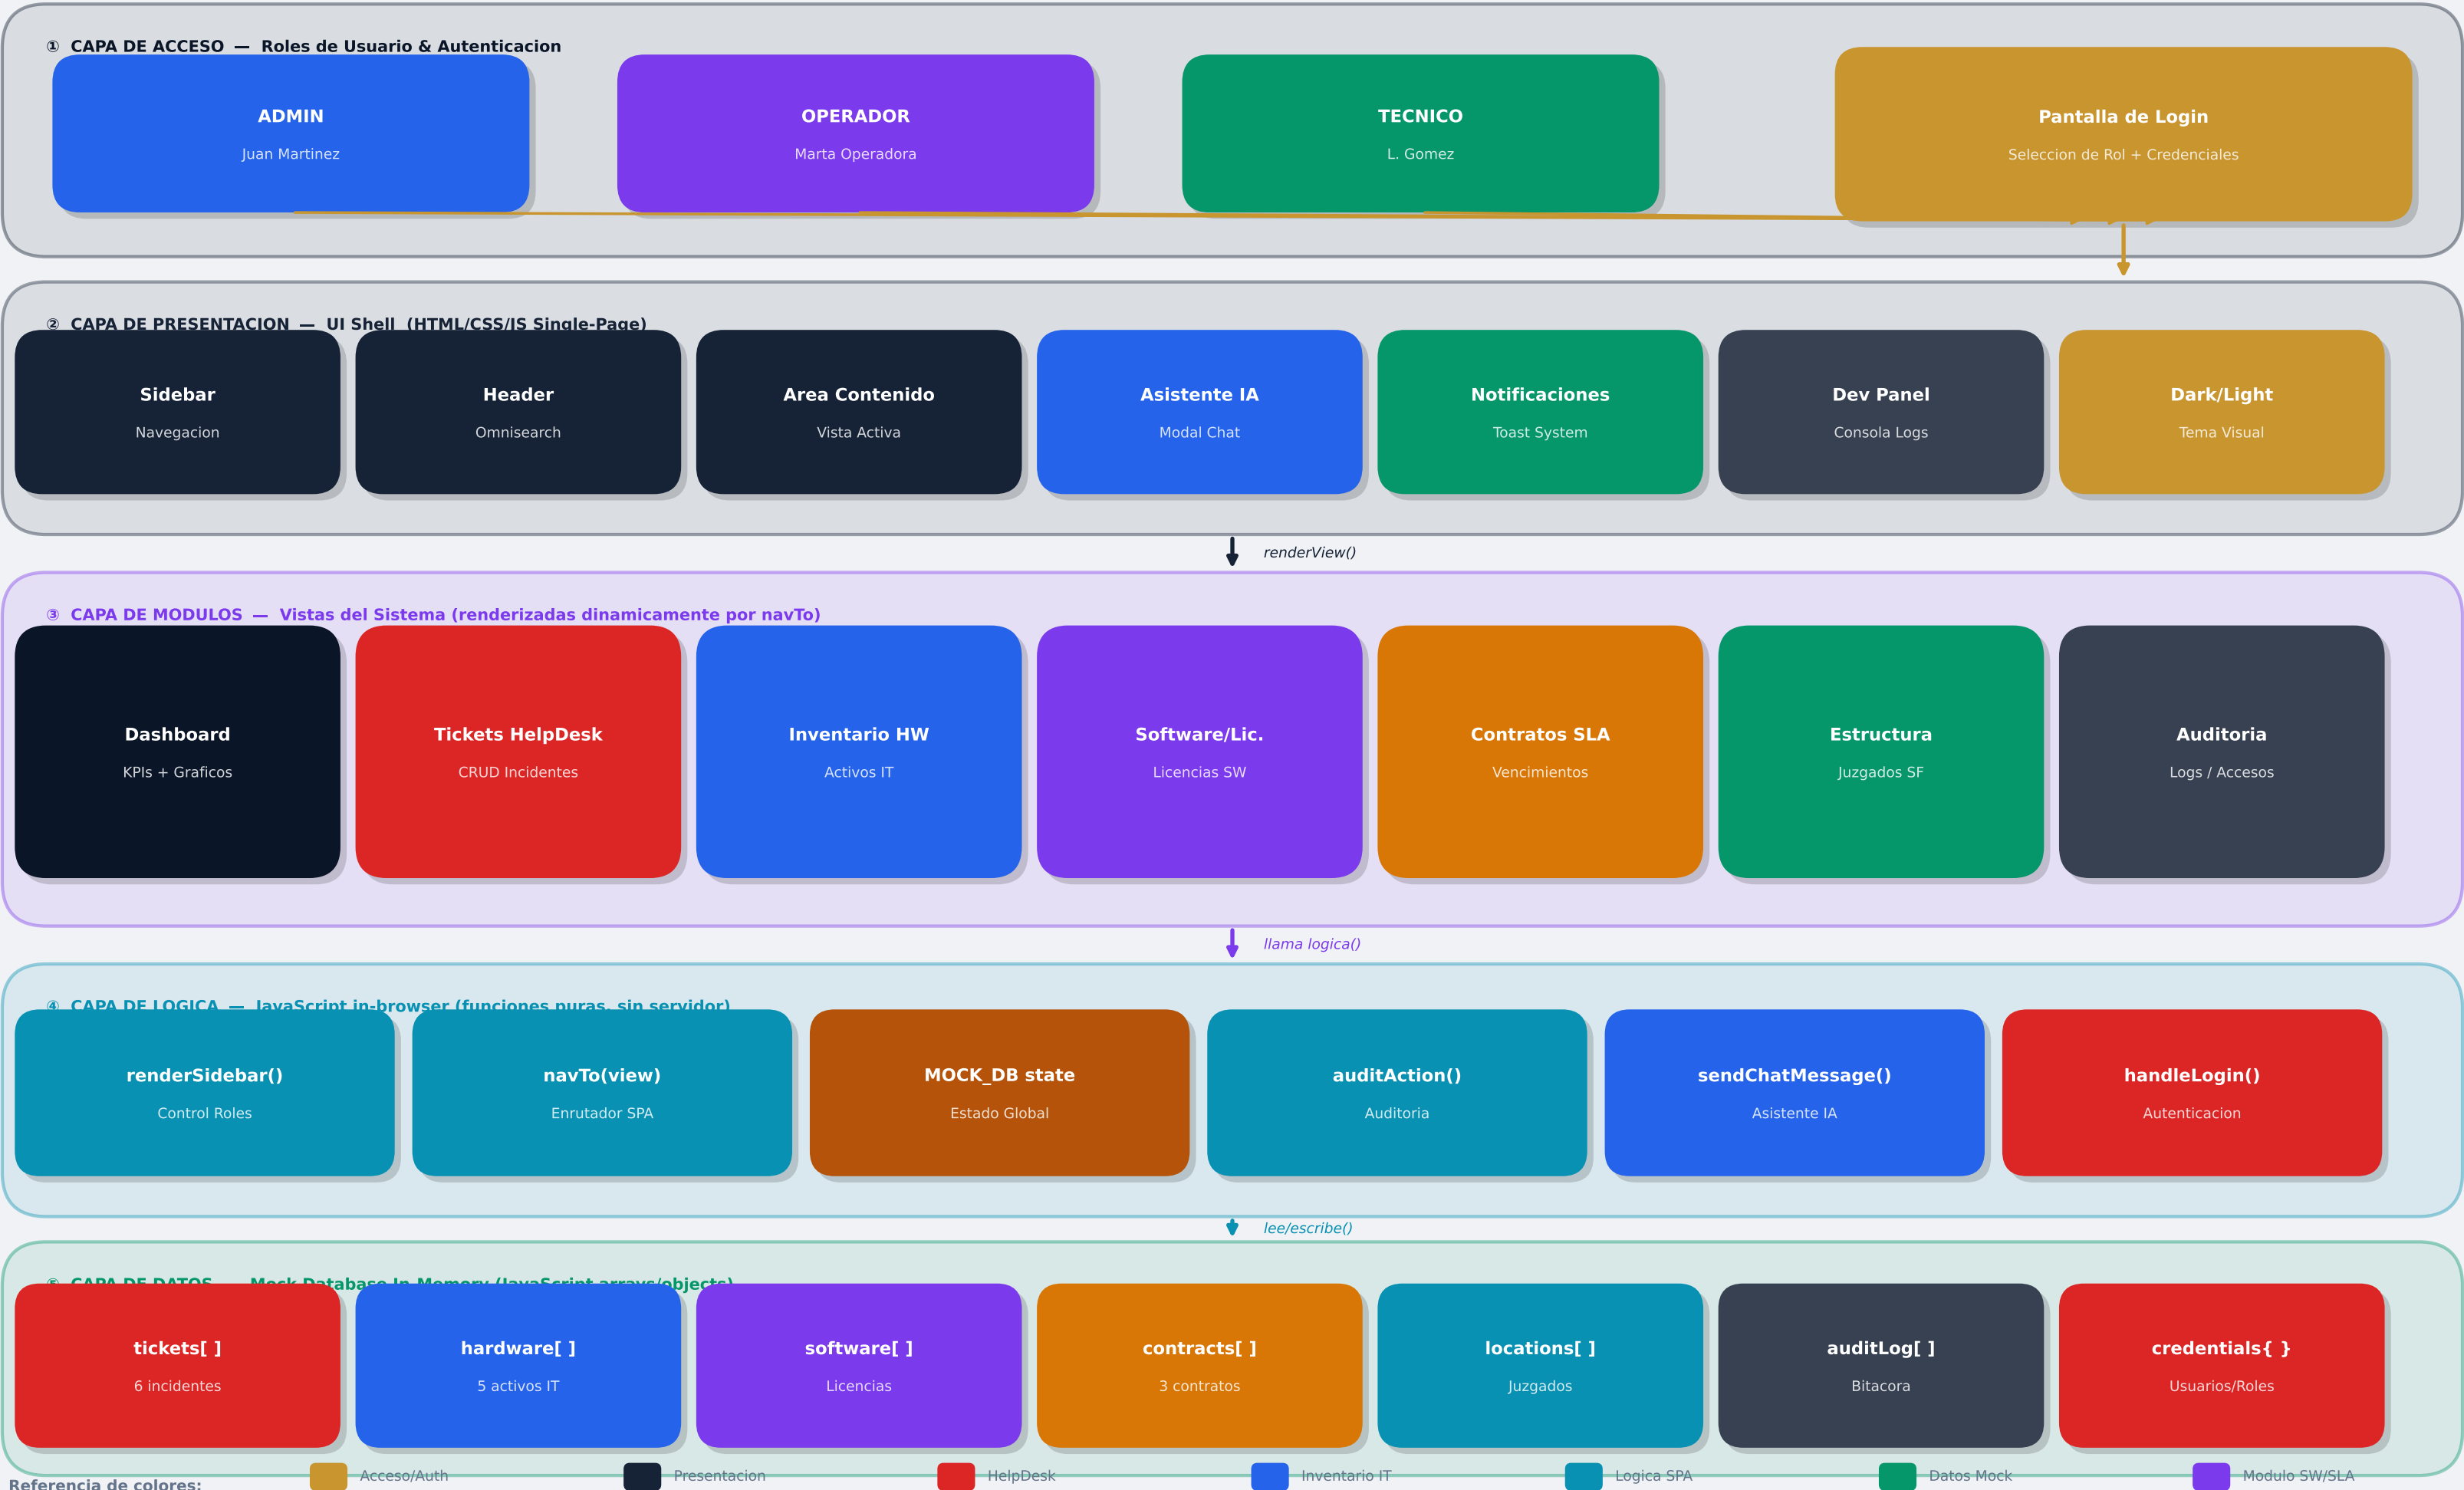 ① CAPA DE ACCESO — Roles de Usuario & Autenticacion
ADMIN
Juan Martinez
OPERADOR
Marta Operadora
TECNICO
L. Gomez
Pantalla de Login
Seleccion de Rol + Credenciales
② CAPA DE PRESENTACION — UI Shell (HTML/CSS/JS Single-Page)
Sidebar
Navegacion
Header
Omnisearch
Area Contenido
Vista Activa
Asistente IA
Modal Chat
Notificaciones
Toast System
Dev Panel
Consola Logs
Dark/Light
Tema Visual
renderView()
③ CAPA DE MODULOS — Vistas del Sistema (renderizadas dinamicamente por navTo)
Dashboard
KPIs + Graficos
Tickets HelpDesk
CRUD Incidentes
Inventario HW
Activos IT
Software/Lic.
Licencias SW
Contratos SLA
Vencimientos
Estructura
Juzgados SF
Auditoria
Logs / Accesos
llama logica()
④ CAPA DE LOGICA — JavaScript in-browser (funciones puras, sin servidor)
renderSidebar()
Control Roles
navTo(view)
Enrutador SPA
MOCK_DB state
Estado Global
auditAction()
Auditoria
sendChatMessage()
Asistente IA
handleLogin()
Autenticacion
lee/escribe()
⑤ CAPA DE DATOS — Mock Database In-Memory (JavaScript arrays/objects)
tickets[ ]
6 incidentes
hardware[ ]
5 activos IT
software[ ]
Licencias
contracts[ ]
3 contratos
locations[ ]
Juzgados
auditLog[ ]
Bitacora
credentials{ }
Usuarios/Roles
Referencia de colores:
Acceso/Auth
Presentacion
HelpDesk
Inventario IT
Logica SPA
Datos Mock
Modulo SW/SLA